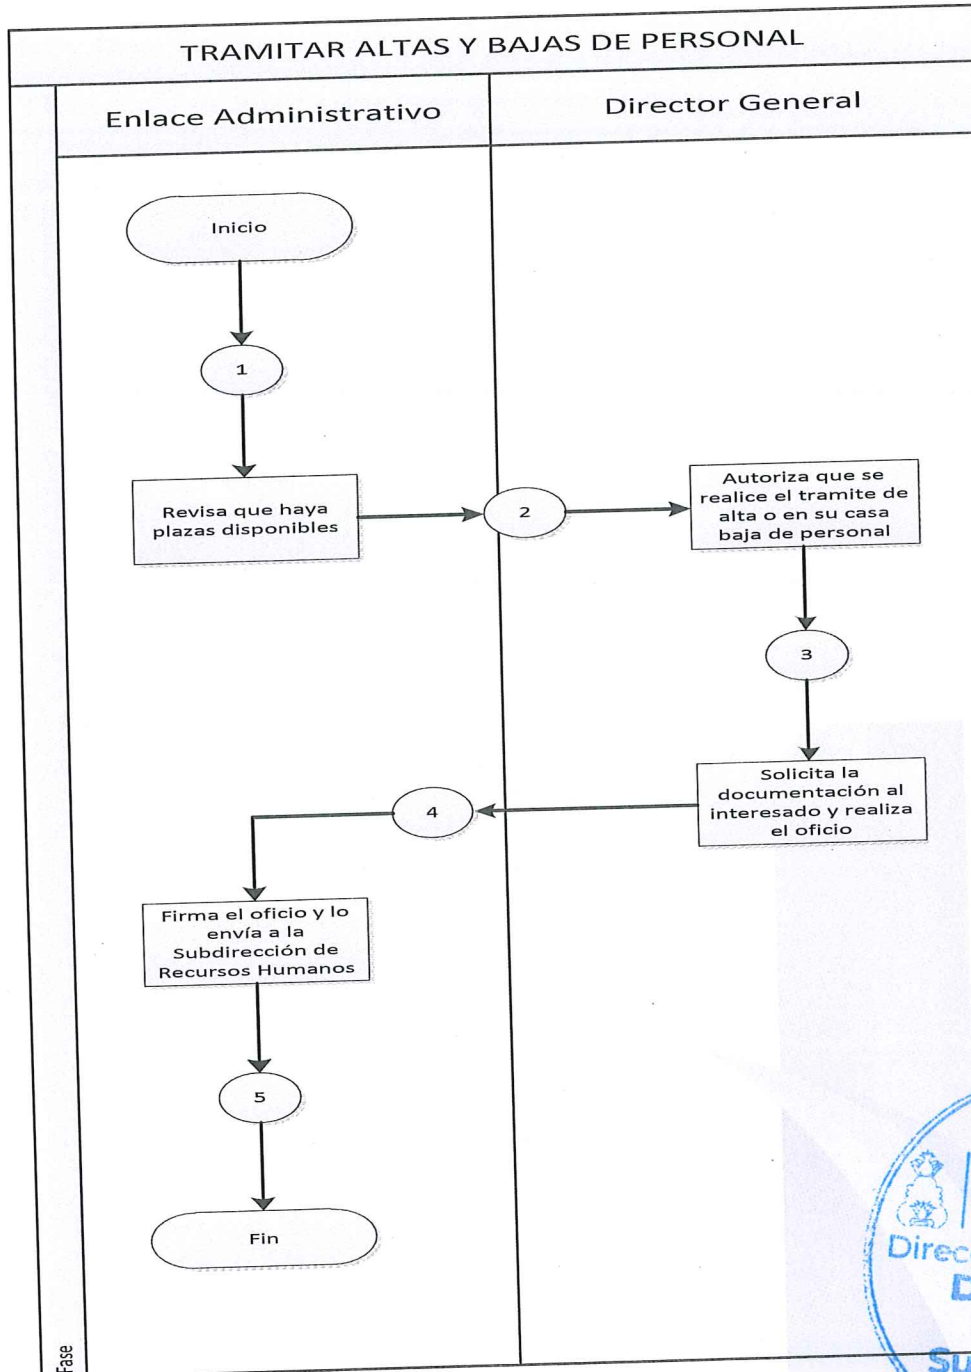 TRAMITAR ALTAS Y BAJAS DE PERSONAL
Enlace Administrativo
Director General
Inicio
1
Revisa que haya
plazas disponibles
2
Autoriza que se
realice el tramite de
alta o en su casa
baja de personal
3
Solicita la
documentación al
interesado y realiza
el oficio
4
Firma el oficio y lo
envía a la
Subdirección de
Recursos Humanos
5
Fin
Fase